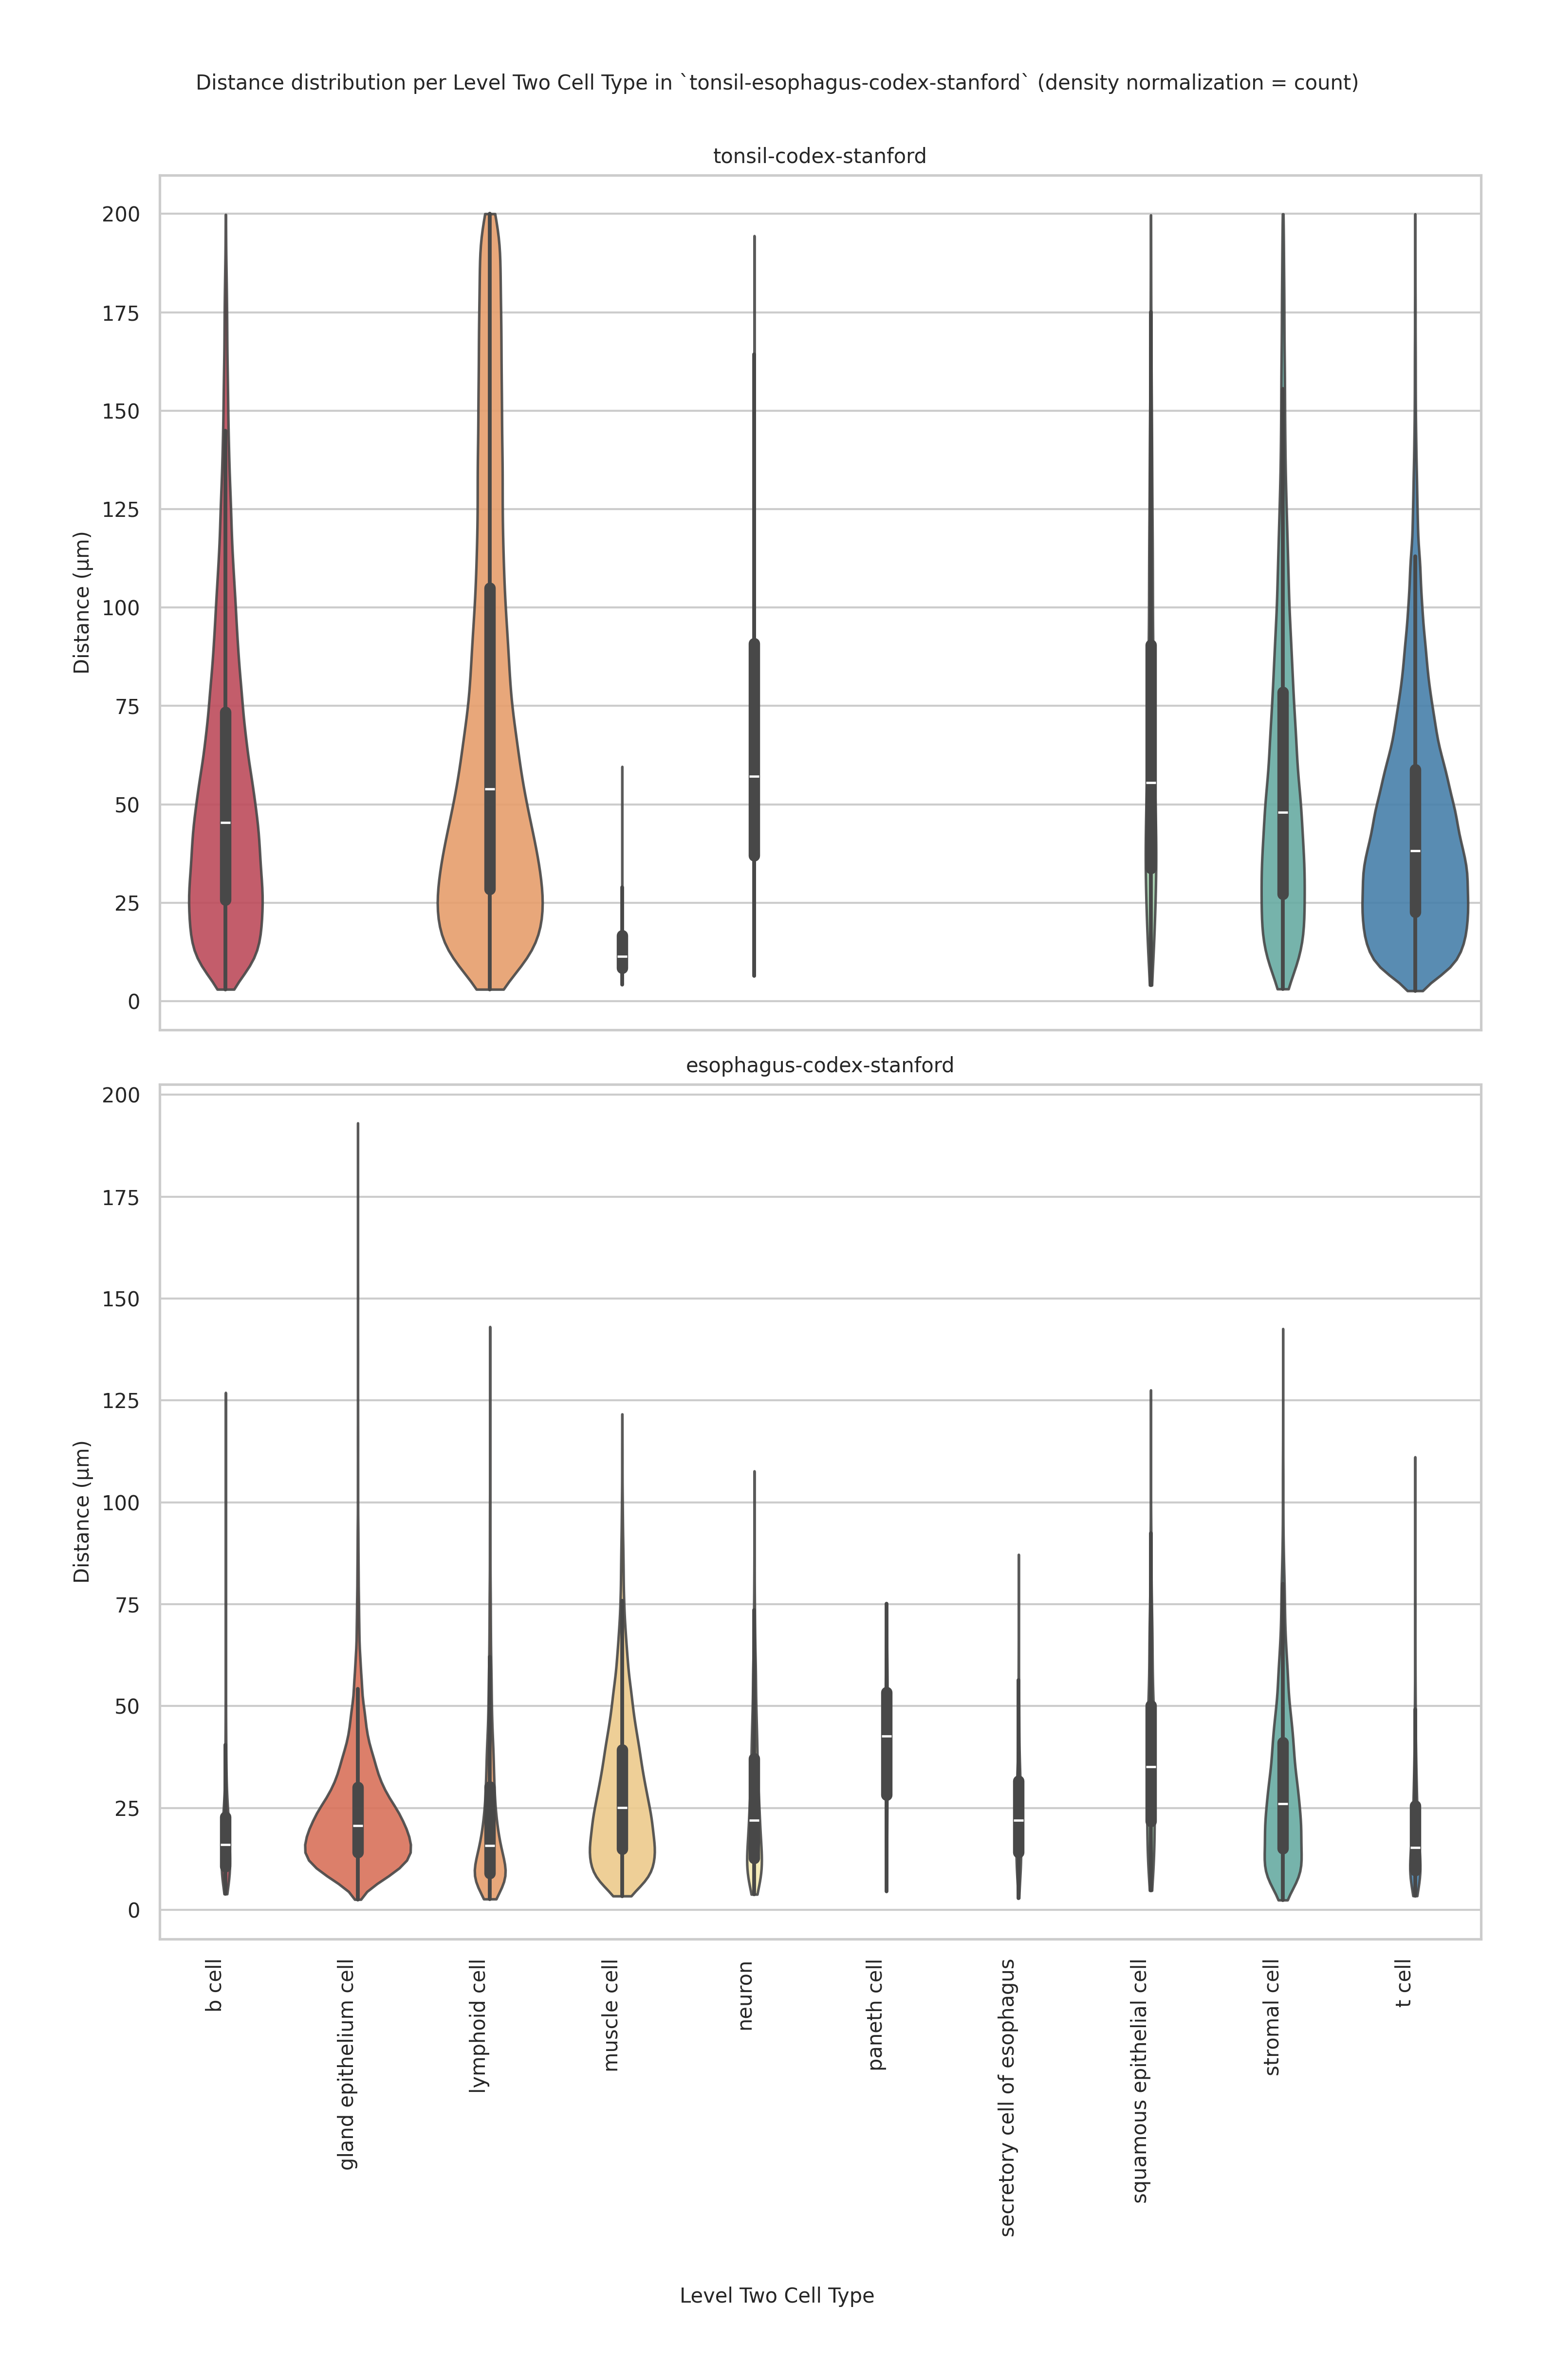 Distance distribution per Level Two Cell Type in `tonsil-esophagus-codex-stanford` (density normalization = count)
tonsil-codex-stanford
200
175
150
125
100
75
50
25
0
Distance (µm)
esophagus-codex-stanford
200
175
150
125
100
75
50
25
0
Distance (µm)
b cell
gland epithelium cell
lymphoid cell
muscle cell
neuron
paneth cell
secretory cell of esophagus
squamous epithelial cell
stromal cell
t cell
Level Two Cell Type